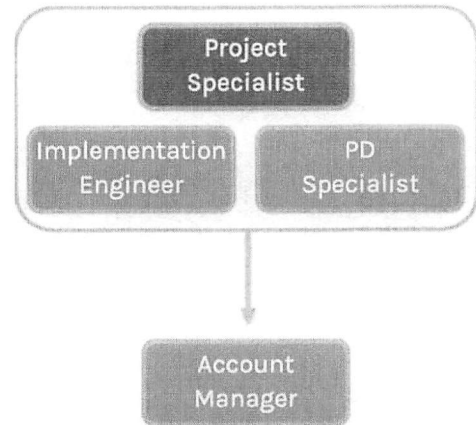 Project
Specialist
Implementation
Engineer
PD
Specialist
Account
Manager